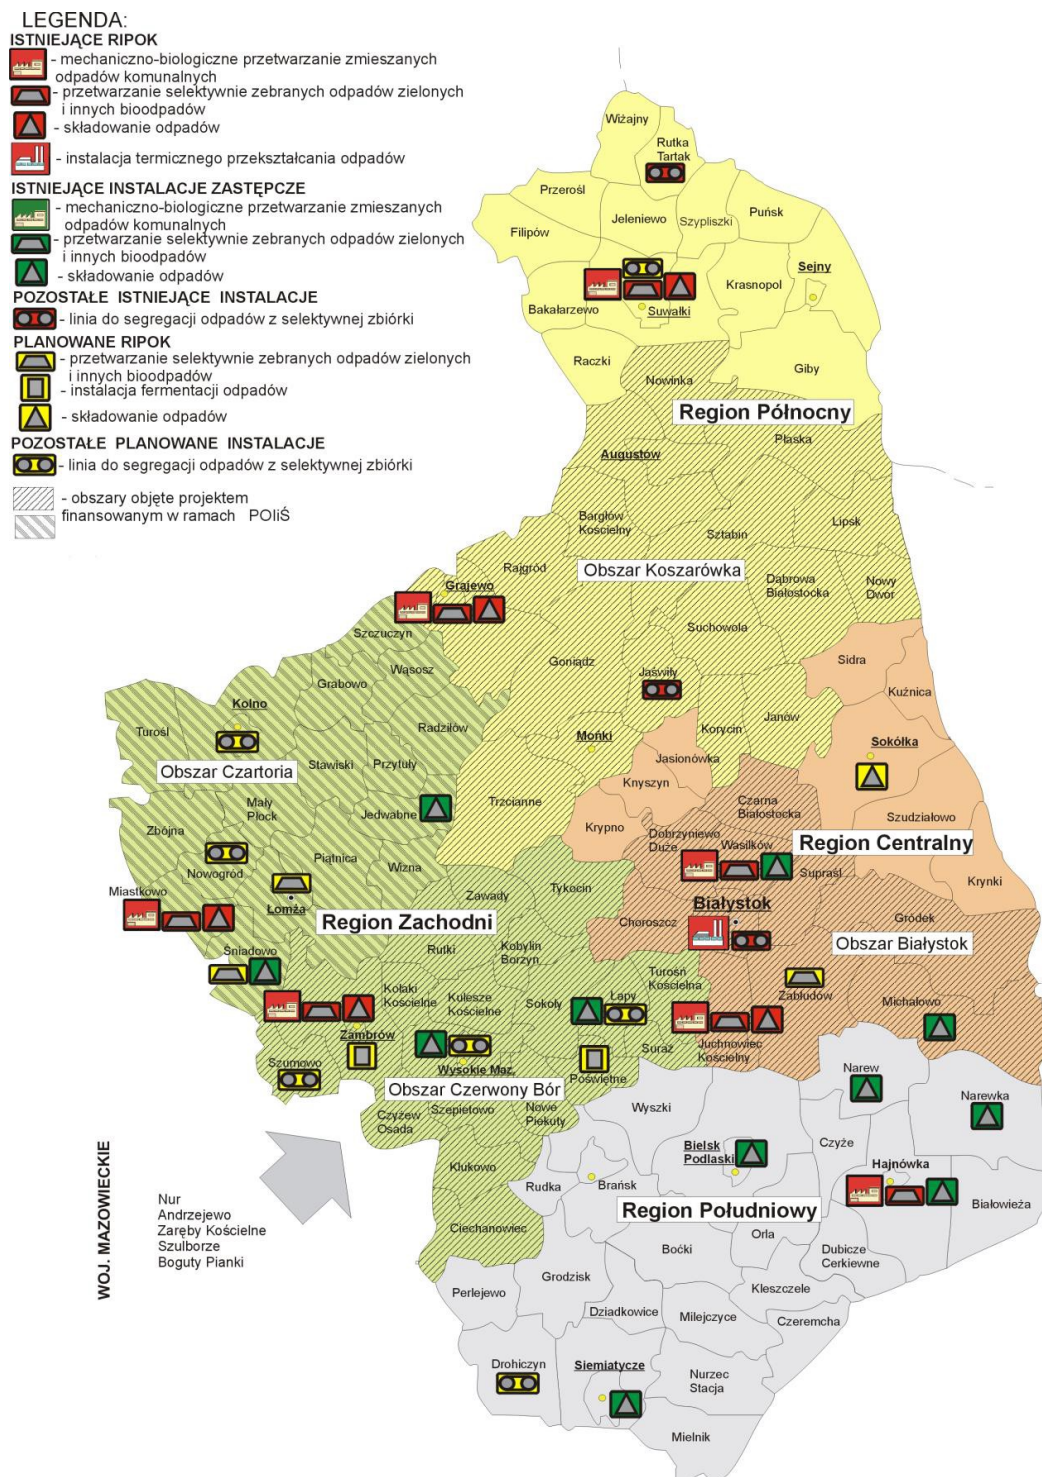 LEGENDA:
ISTNIEJĄCE RIPOK
- mechaniczno-biologiczne przetwarzanie zmieszanych
odpadów komunalnych
- przetwarzanie selektywnie zebranych odpadów zielonych
i innych bioodpadów
- składowanie odpadów
- instalacja termicznego przekształcania odpadów
ISTNIEJĄCE INSTALACJE ZASTĘPCZE
- mechaniczno-biologiczne przetwarzanie zmieszanych
odpadów komunalnych
- przetwarzanie selektywnie zebranych odpadów zielonych
i innych bioodpadów
- składowanie odpadów
POZOSTAŁE ISTNIEJĄCE INSTALACJE
- linia do segregacji odpadów z selektywnej zbiórki
PLANOWANE RIPOK
- przetwarzanie selektywnie zebranych odpadów zielonych
i innych bioodpadów
- instalacja fermentacji odpadów
- składowanie odpadów
POZOSTAŁE PLANOWANE INSTALACJE
- linia do segregacji odpadów z selektywnej zbiórki
- obszary objęte projektem
finansowanym w ramach POIiŚ
Wiżajny
Rutka
Tartak
Przerośl
Jeleniewo
Szypliszki
Puńsk
Filipów
Sejny
Krasnopol
Bakałarzewo
Suwałki
Raczki
Giby
Nowinka
Region Północny
Płaska
Augustów
Bargłów
Kościelny
Sztabin
Lipsk
Rajgród
Obszar Koszarówka
Dąbrowa
Białostocka
Nowy
Dwór
Grajewo
Szczuczyn
Suchowola
Wąsosz
Goniądz
Jaświły
Sidra
Grabowo
Kuźnica
Kolno
Turośl
Radziłów
Korycin
Janów
Mońki
Sokółka
Jasionówka
Stawiski
Przytuły
Obszar Czartoria
Knyszyn
Mały
Płock
Jedwabne
Trzcianne
Czarna
Białostocka
Szudziałowo
Zbójna
Krypno
Dobrzyniewo
Duże
Wasilków
Region Centralny
Piątnica
Wizna
Nowogród
Supraśl
Krynki
Miastkowo
Zawady
Tykocin
Łomża
Białystok
Region Zachodni
Choroszcz
Gródek
Obszar Białystok
Śniadowo
Rutki
Kobylin
Borzyn
Turośń
Kościelna
Kołaki
Kościelne
Kulesze
Kościelne
Sokoły
Łapy
Zabłudów
Michałowo
Zambrów
Juchnowiec
Kościelny
Suraż
Szumowo
Wysokie Maz.
Poświętne
Obszar Czerwony Bór
Narew
Narewka
Szepietowo
Nowe
Piekuty
Wyszki
Czyżew
Osada
Czyże
Bielsk
Podlaski
Hajnówka
Klukowo
Rudka
Brańsk
Białowieża
Region Południowy
Ciechanowiec
Orla
Boćki
Dubicze
Cerkiewne
WOJ. MAZOWIECKIE
Nur
Andrzejewo
Zaręby Kościelne
Szulborze
Boguty Pianki
Grodzisk
Kleszczele
Perlejewo
Dziadkowice
Milejczyce
Czeremcha
Drohiczyn
Siemiatycze
Nurzec
Stacja
Mielnik